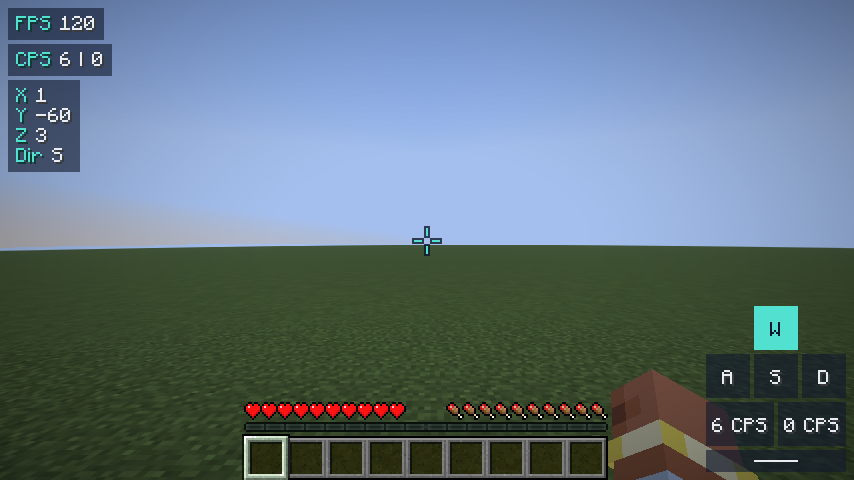 FPS 120
CPS 6 | 0
X 1
Y -60
Z 3
Dir S
W
A S D
6 CPS 0 CPS